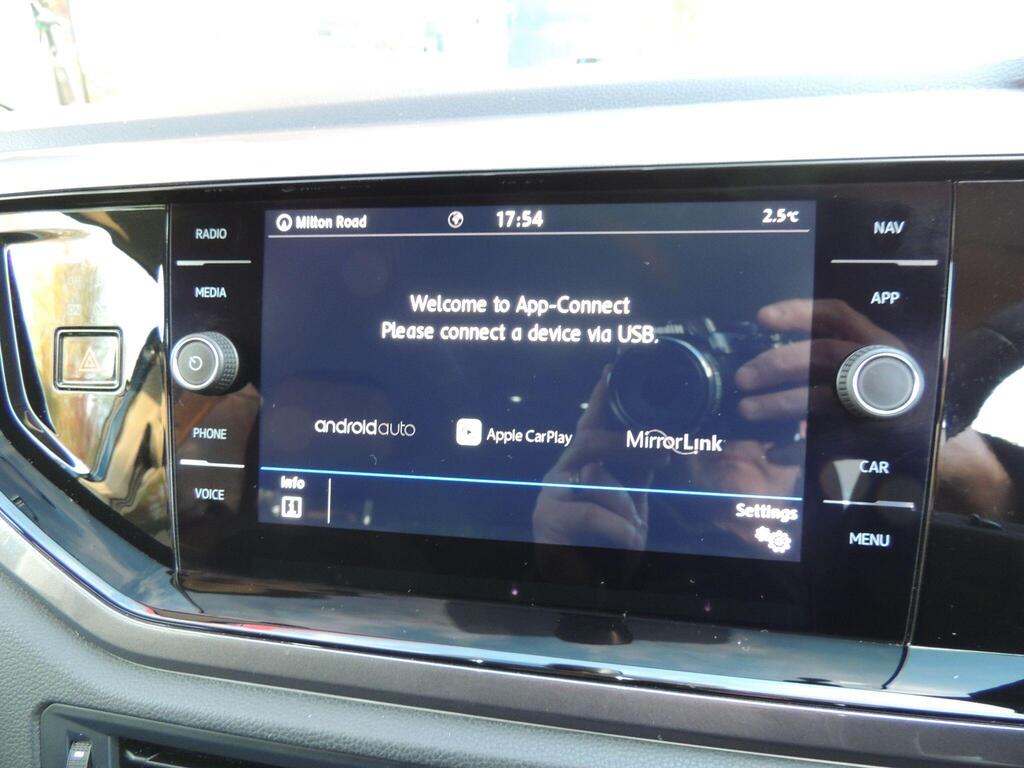 Mitton Road 17:54 2.5℃
RADIO
MEDIA
PHONE
VOICE
Welcome to App-Connect
Please connect a device via USB.
androidauto Apple CarPlay MirrorLink
Info
Settings
NAV
APP
CAR
MENU